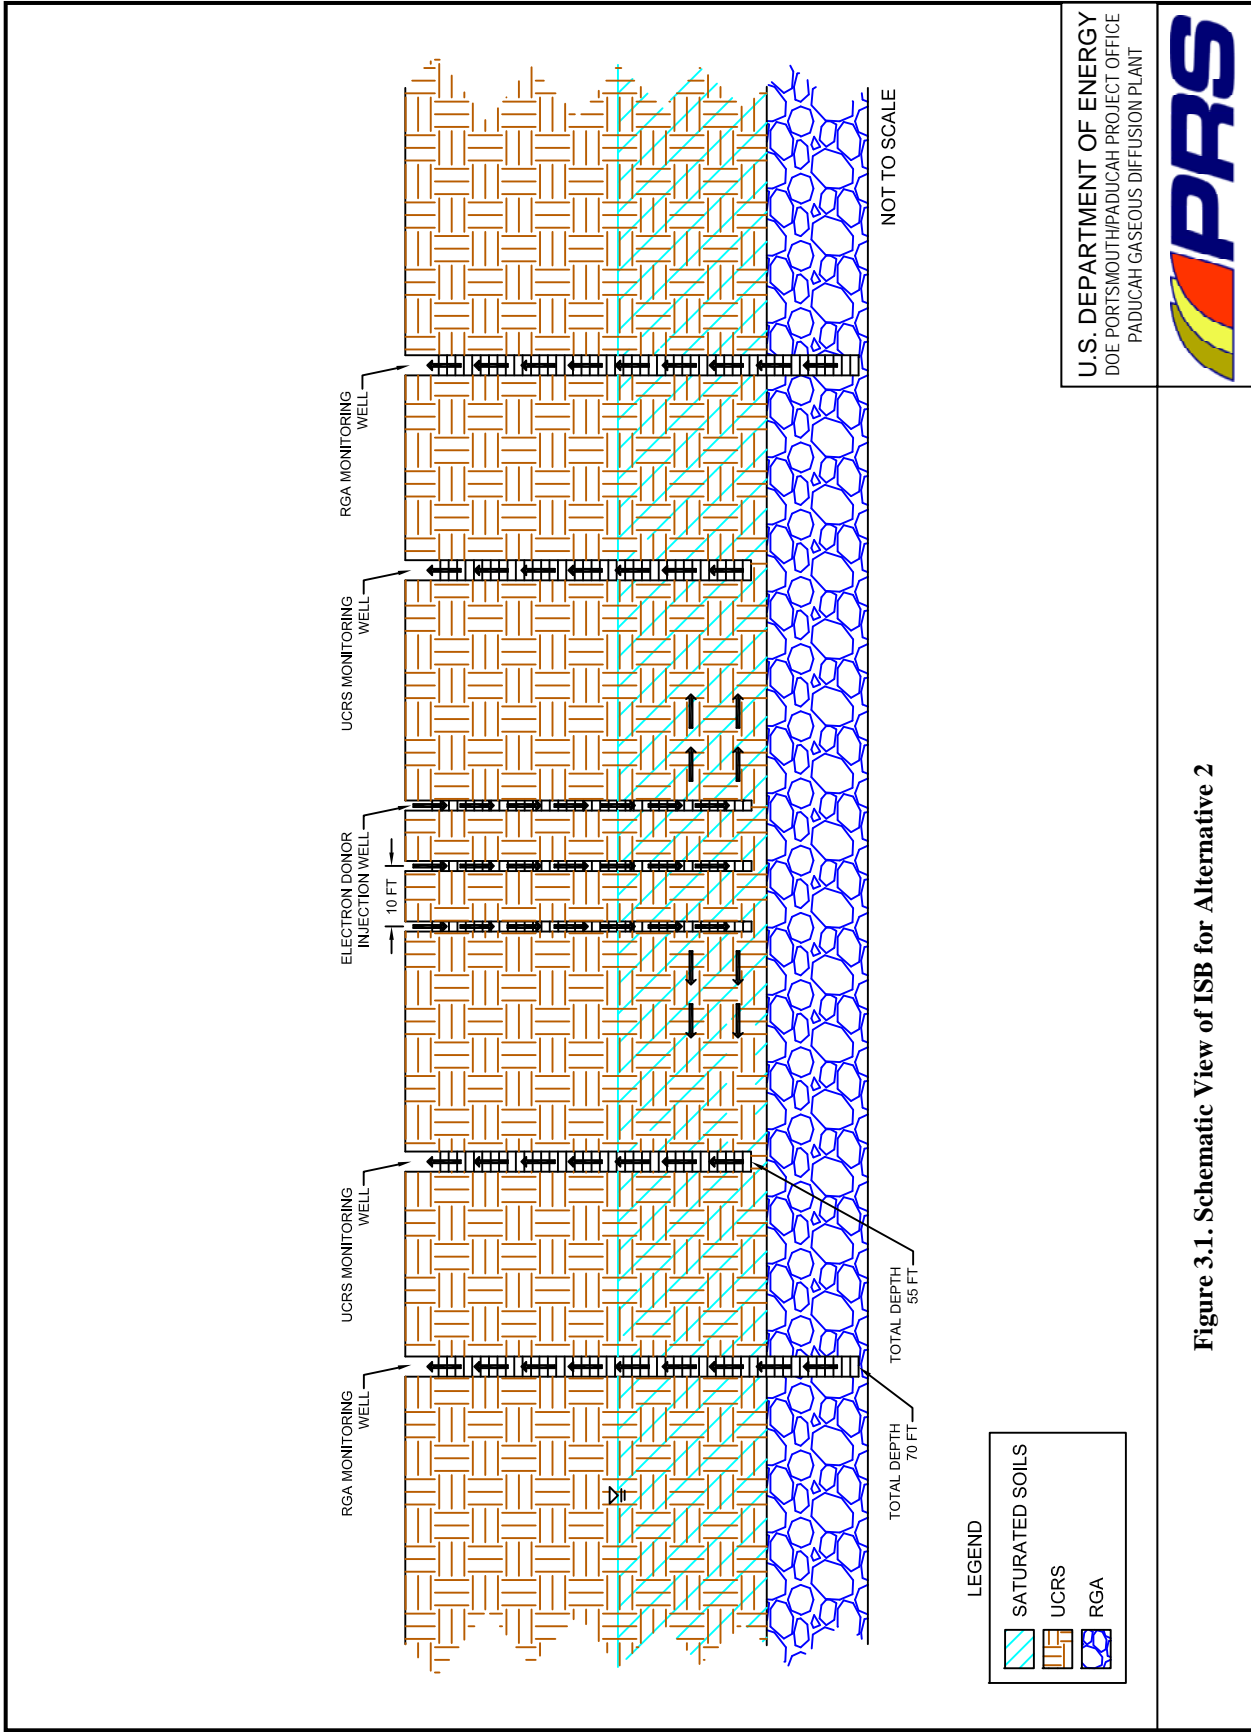 RGA MONITORING
WELL
UCRS MONITORING
WELL
ELECTRON DONOR
INJECTION WELL
10 FT
UCRS MONITORING
WELL
RGA MONITORING
WELL
TOTAL DEPTH
70 FT
TOTAL DEPTH
55 FT
NOT TO SCALE
LEGEND
SATURATED SOILS
UCRS
RGA
U.S. DEPARTMENT OF ENERGY
DOE PORTSMOUTH/PADUCAH PROJECT OFFICE
PADUCAH GASEOUS DIFFUSION PLANT
PRS
Figure 3.1. Schematic View of ISB for Alternative 2